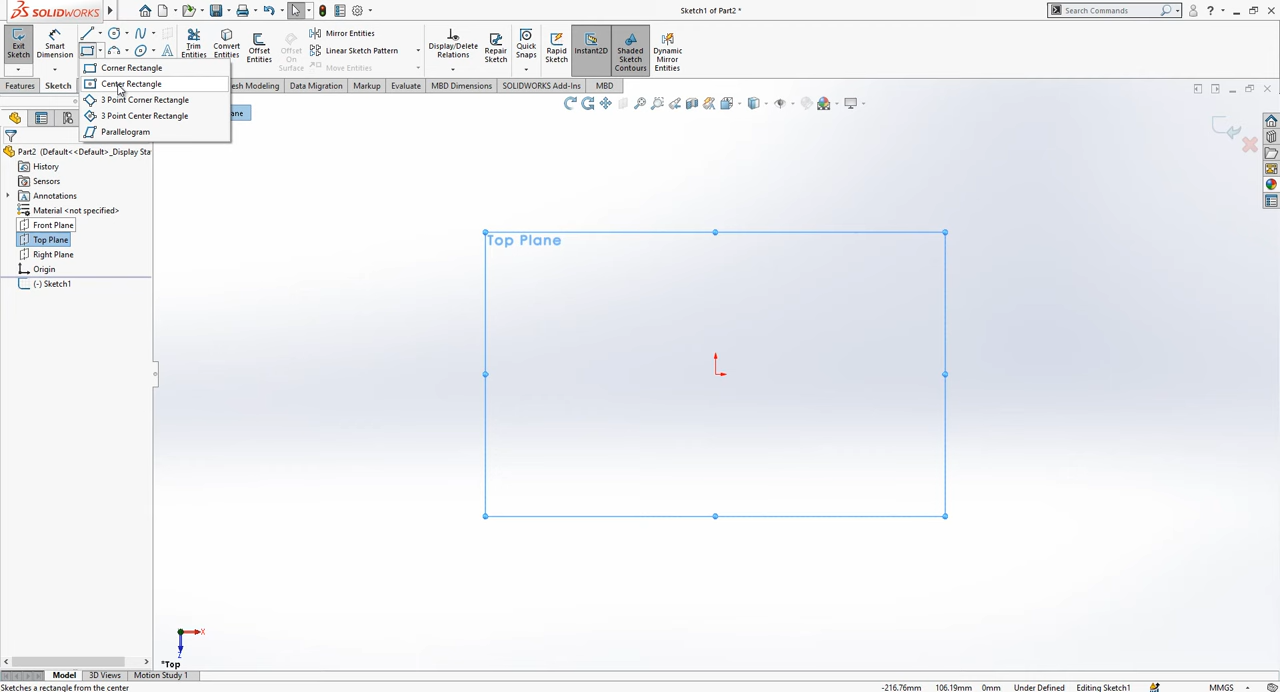 SOLIDWORKS
Sketch1 of Part2 *
Search Commands
Exit Sketch
Smart Dimension
Trim Entities
Convert Entities
Offset Entities
Offset On Surface
Mirror Entities
Linear Sketch Pattern
Move Entities
Display/Delete Relations
Repair Sketch
Quick Snaps
Rapid Sketch
Instant2D
Shaded Sketch Contours
Dynamic Mirror Entities
Corner Rectangle
Center Rectangle
3 Point Corner Rectangle
3 Point Center Rectangle
Parallelogram
Features
Sketch
esh Modeling
Data Migration
Markup
Evaluate
MBD Dimensions
SOLIDWORKS Add-Ins
MBD
ane
Part2 (Default<<Default>_Display Sta
History
Sensors
Annotations
Material <not specified>
Front Plane
Top Plane
Right Plane
Origin
(-) Sketch1
Top Plane
X
Z
*Top
Model
3D Views
Motion Study 1
Sketches a rectangle from the center
-216.76mm
106.19mm
0mm
Under Defined
Editing Sketch1
MMGS